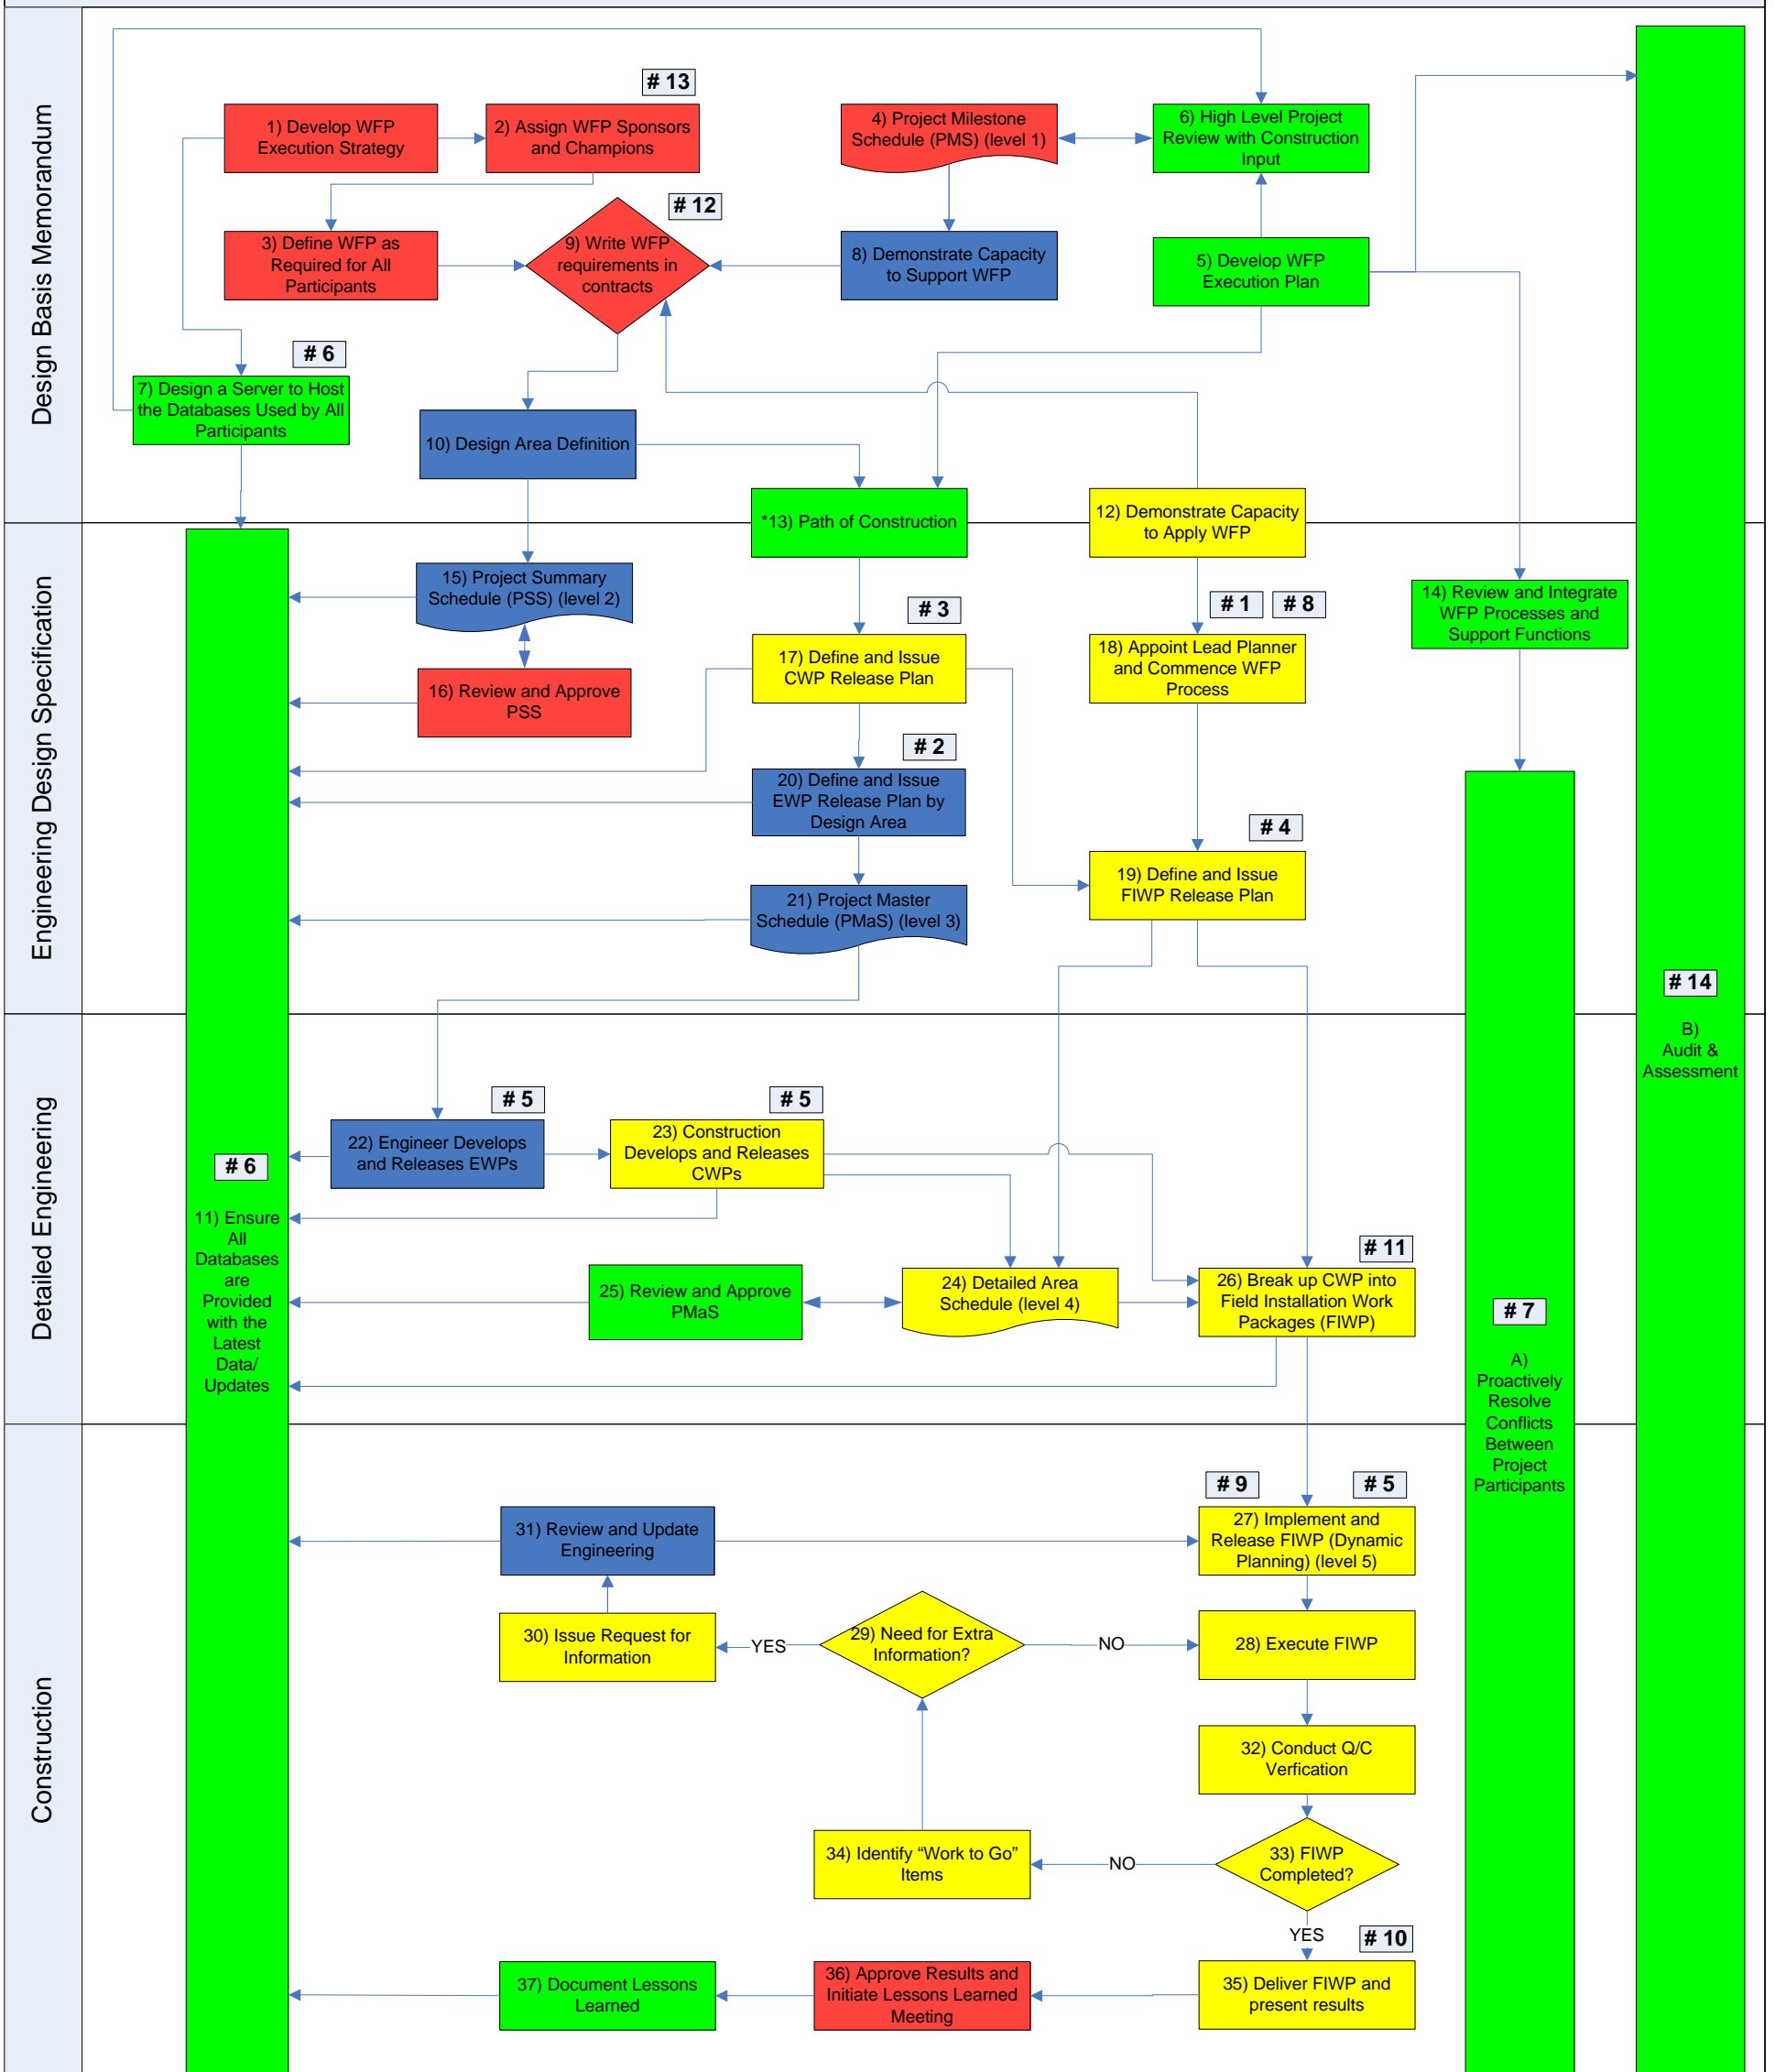 Design Basis Memorandum
# 13
1) Develop WFP
Execution Strategy
2) Assign WFP Sponsors
and Champions
4) Project Milestone
Schedule (PMS) (level 1)
6) High Level Project
Review with Construction
Input
# 12
3) Define WFP as
Required for All
Participants
9) Write WFP
requirements in
contracts
8) Demonstrate Capacity
to Support WFP
5) Develop WFP
Execution Plan
# 6
7) Design a Server to Host
the Databases Used by All
Participants
10) Design Area Definition
*13) Path of Construction
12) Demonstrate Capacity
to Apply WFP
Engineering Design Specification
15) Project Summary
Schedule (PSS) (level 2)
# 3
# 1
# 8
14) Review and Integrate
WFP Processes and
Support Functions
16) Review and Approve
PSS
17) Define and Issue
CWP Release Plan
18) Appoint Lead Planner
and Commence WFP
Process
# 2
20) Define and Issue
EWP Release Plan by
Design Area
# 4
19) Define and Issue
FIWP Release Plan
21) Project Master
Schedule (PMaS) (level 3)
# 14
B)
Audit &
Assessment
Detailed Engineering
# 5
# 5
22) Engineer Develops
and Releases EWPs
23) Construction
Develops and Releases
CWPs
# 6
11) Ensure
All
Databases
are
Provided
with the
Latest
Data/
Updates
# 11
25) Review and Approve
PMaS
24) Detailed Area
Schedule (level 4)
26) Break up CWP into
Field Installation Work
Packages (FIWP)
# 7
A)
Proactively
Resolve
Conflicts
Between
Project
Participants
Construction
# 9
# 5
31) Review and Update
Engineering
27) Implement and
Release FIWP (Dynamic
Planning) (level 5)
30) Issue Request for
Information
YES
29) Need for Extra
Information?
NO
28) Execute FIWP
32) Conduct Q/C
Verfication
34) Identify “Work to Go”
Items
NO
33) FIWP
Completed?
YES
# 10
37) Document Lessons
Learned
36) Approve Results and
Initiate Lessons Learned
Meeting
35) Deliver FIWP and
present results